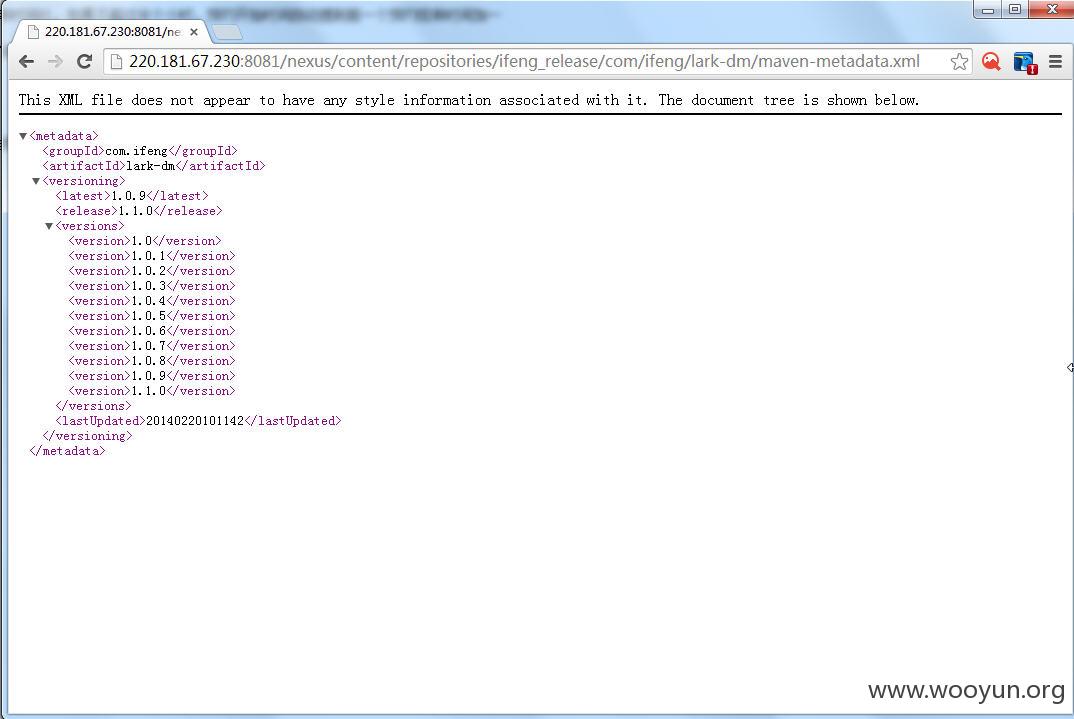 220.181.67.230:8081/ne
220.181.67.230:8081/nexus/content/repositories/ifeng_release/com/ifeng/lark-dm/maven-metadata.xml
This XML file does not appear to have any style information associated with it. The document tree is shown below.
<metadata>
<groupId>com.ifeng</groupId>
<artifactId>lark-dm</artifactId>
<versioning>
<latest>1.0.9</latest>
<release>1.1.0</release>
<versions>
<version>1.0</version>
<version>1.0.1</version>
<version>1.0.2</version>
<version>1.0.3</version>
<version>1.0.4</version>
<version>1.0.5</version>
<version>1.0.6</version>
<version>1.0.7</version>
<version>1.0.8</version>
<version>1.0.9</version>
<version>1.1.0</version>
</versions>
<lastUpdated>20140220101142</lastUpdated>
</versioning>
</metadata>
www.wooyun.org